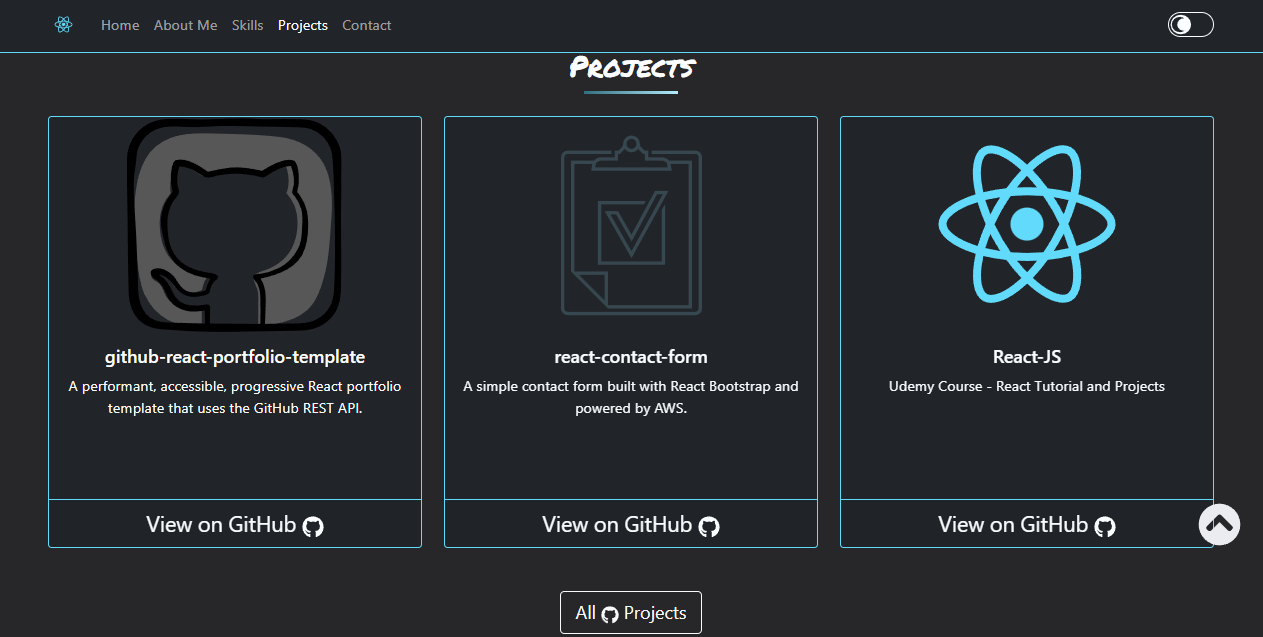 Home About Me Skills Projects Contact
Projects
github-react-portfolio-template
A performant, accessible, progressive React portfolio
template that uses the GitHub REST API.
View on GitHub
react-contact-form
A simple contact form built with React Bootstrap and
powered by AWS.
View on GitHub
React-JS
Udemy Course - React Tutorial and Projects
View on GitHub
All Projects